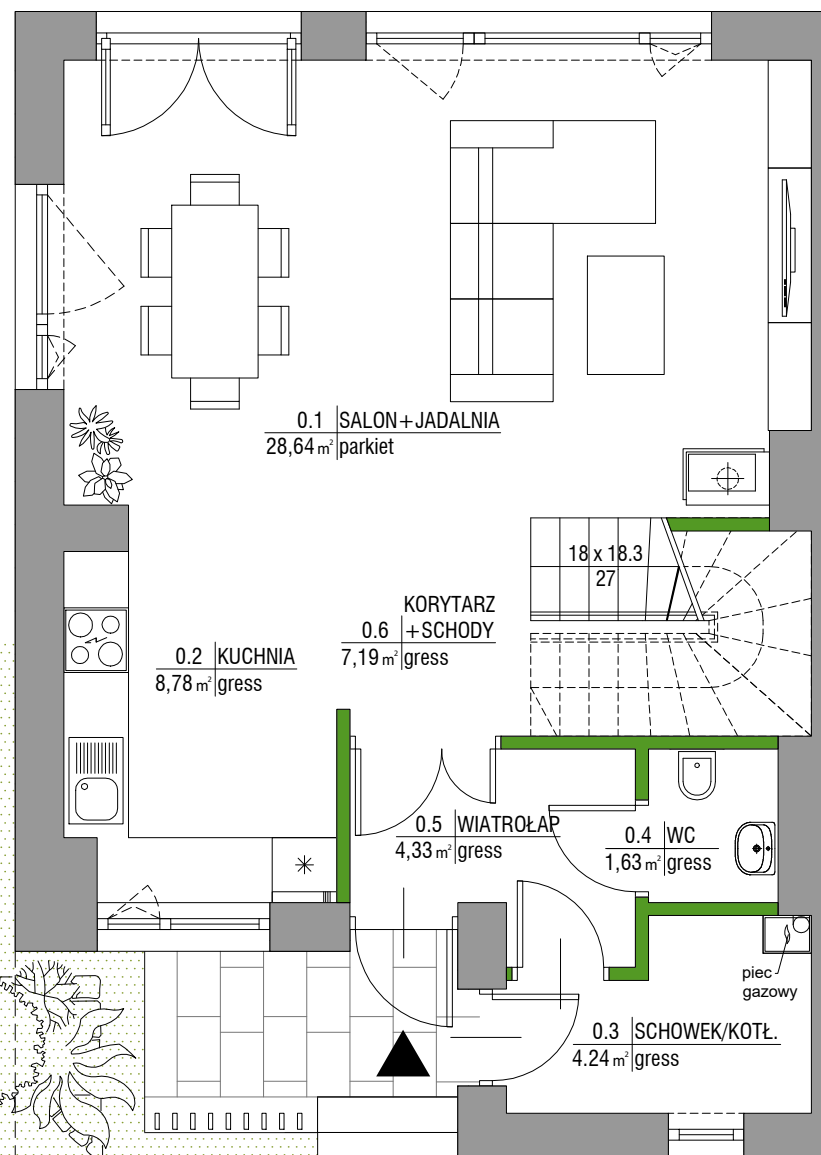 0.1 SALON+JADALNIA
28,64 m² parkiet
18 x 18.3
27
KORYTARZ
0.6 +SCHODY
7,19 m² gress
0.2 KUCHNIA
8,78 m² gress
0.5 WIATROŁAP
4,33 m² gress
0.4 WC
1,63 m² gress
piec
gazowy
0.3 SCHOWEK/KOTŁ.
4.24 m² gress